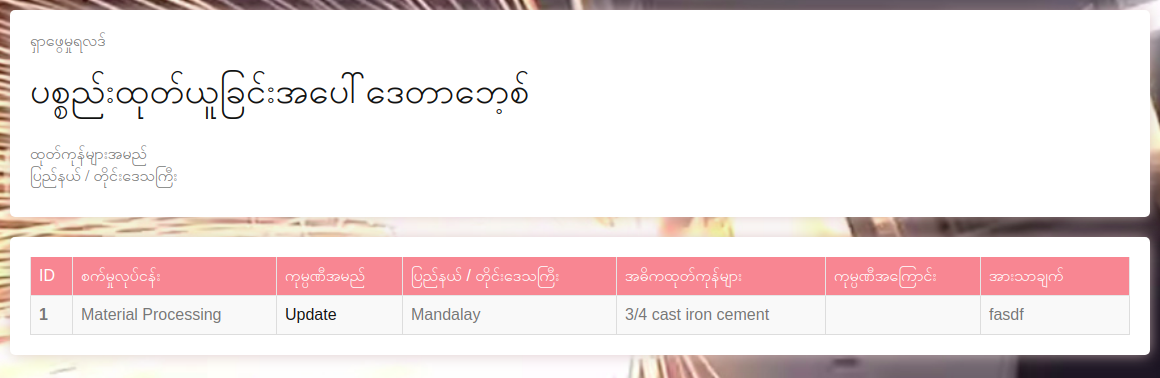 ရှာဖွေမှုရလဒ်
ပစ္စည်းထုတ်ယူခြင်းအပေါ် ဒေတာဘေ့စ်
ထုတ်ကုန်များအမည်
ပြည်နယ် / တိုင်းဒေသကြီး
ID စက်မှုလုပ်ငန်း ကုမ္ပဏီအမည် ပြည်နယ် / တိုင်းဒေသကြီး အဓိကထုတ်ကုန်များ ကုမ္ပဏီအကြောင်း အားသာချက်
1 Material Processing Update Mandalay 3/4 cast iron cement fasdf